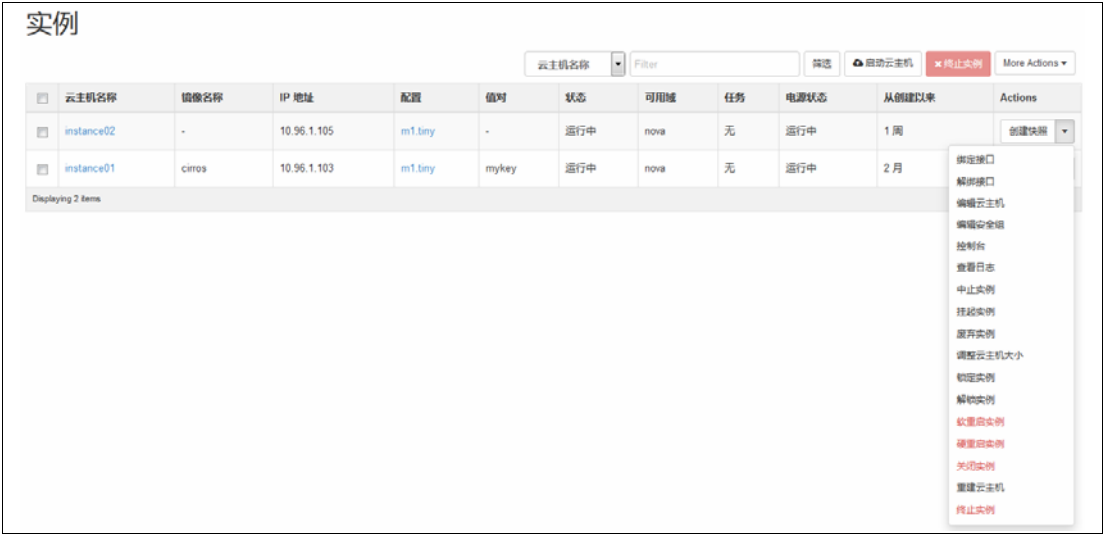 实例
云主机名称 Filter 筛选 启动云主机 终止实例 More Actions
云主机名称 镜像名称 IP 地址 配置 值对 状态 可用域 任务 电源状态 从创建以来 Actions
instance02 - 10.96.1.105 m1.tiny - 运行中 nova 无 运行中 1 周 创建快照
instance01 cirros 10.96.1.103 m1.tiny mykey 运行中 nova 无 运行中 2 月
Displaying 2 items
绑定接口
解绑接口
编辑云主机
编辑安全组
控制台
查看日志
中止实例
挂起实例
废弃实例
调整云主机大小
锁定实例
解锁实例
软重启实例
硬重启实例
关闭实例
重建云主机
终止实例